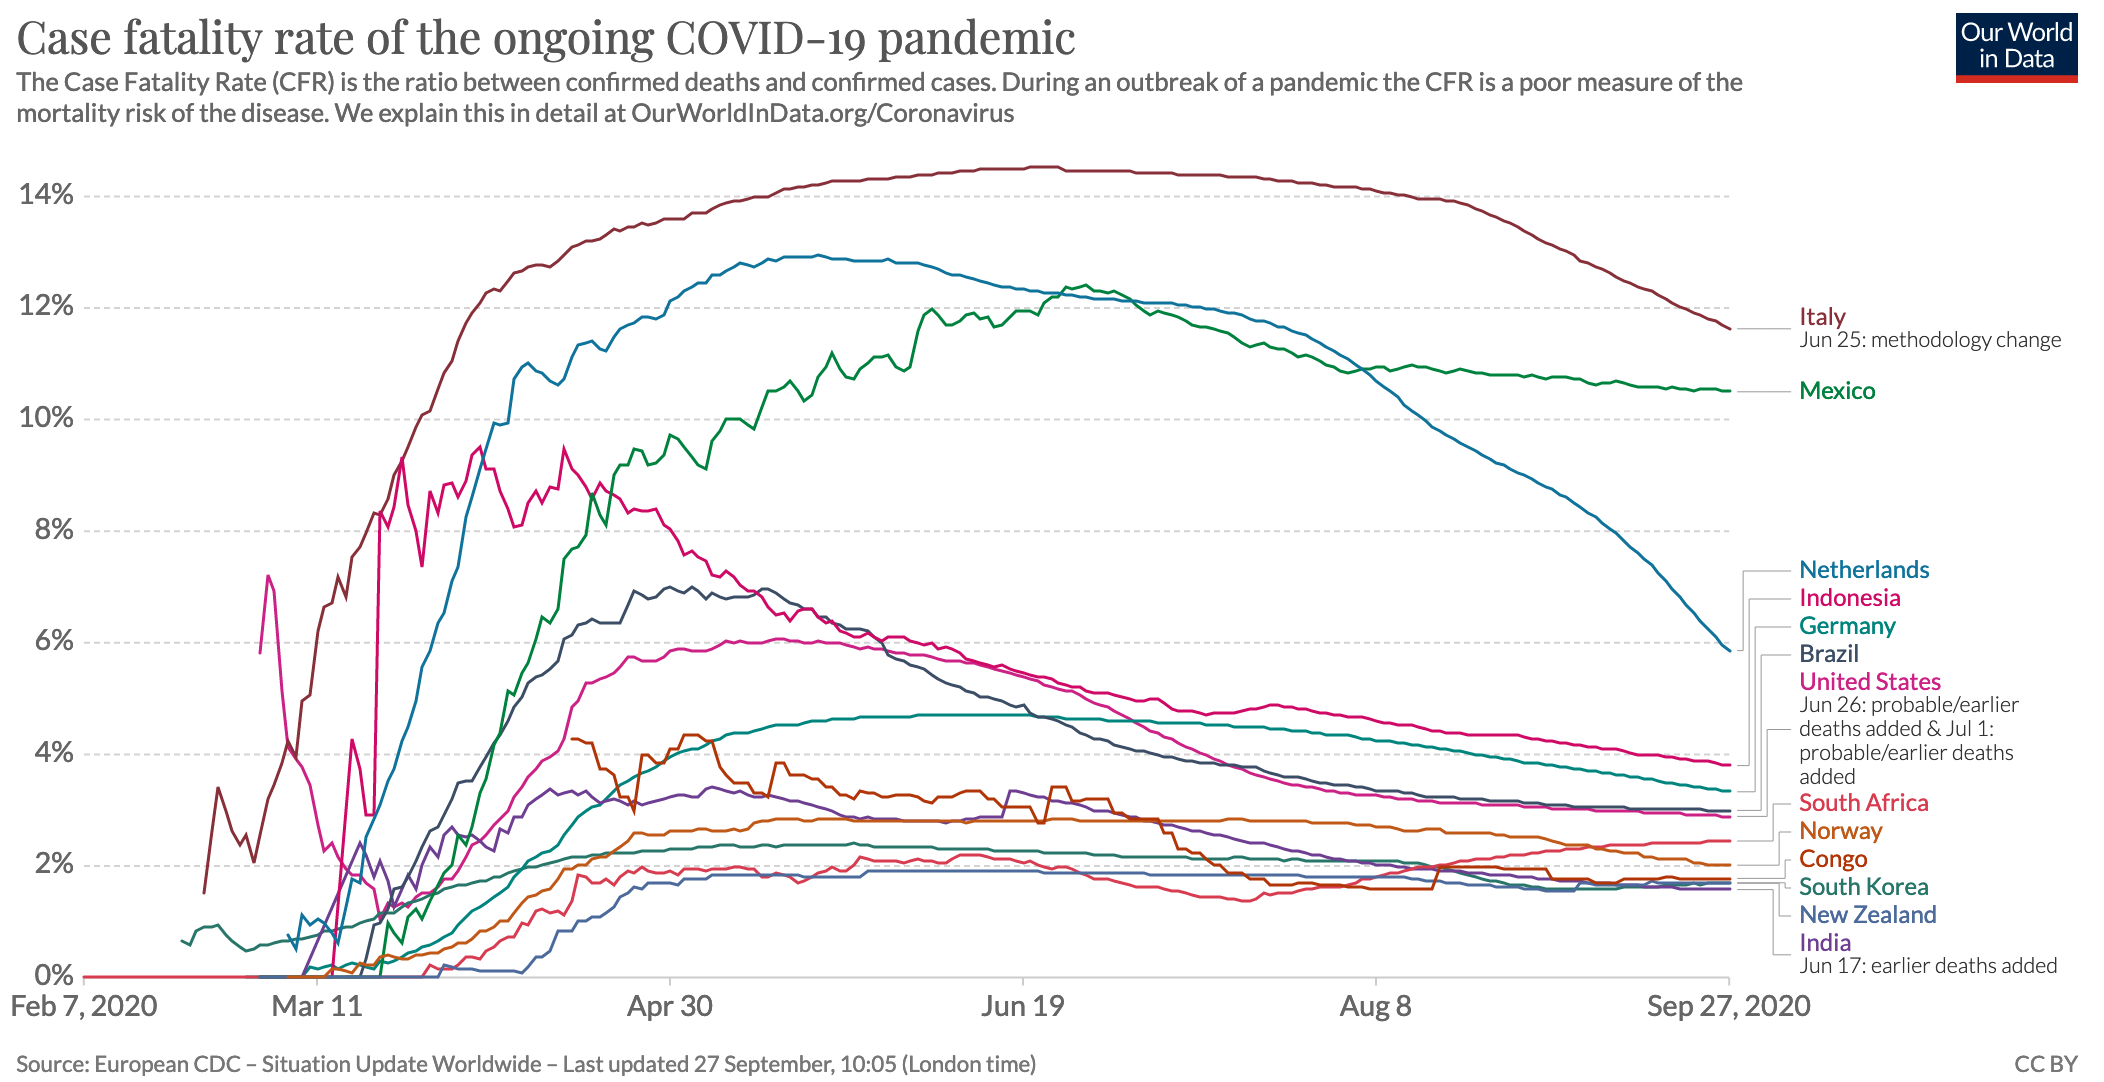 Case fatality rate of the ongoing COVID-19 pandemic
Our World
in Data
The Case Fatality Rate (CFR) is the ratio between confirmed deaths and confirmed cases. During an outbreak of a pandemic the CFR is a poor measure of the
mortality risk of the disease. We explain this in detail at OurWorldInData.org/Coronavirus
14%
12%
10%
8%
6%
4%
2%
0%
Italy
Jun 25: methodology change
Mexico
Netherlands
Indonesia
Germany
Brazil
United States
Jun 26: probable/earlier
deaths added & Jul 1:
probable/earlier deaths
added
South Africa
Norway
Congo
South Korea
New Zealand
India
Jun 17: earlier deaths added
Feb 7, 2020
Mar 11
Apr 30
Jun 19
Aug 8
Sep 27, 2020
Source: European CDC – Situation Update Worldwide – Last updated 27 September, 10:05 (London time)
CC BY